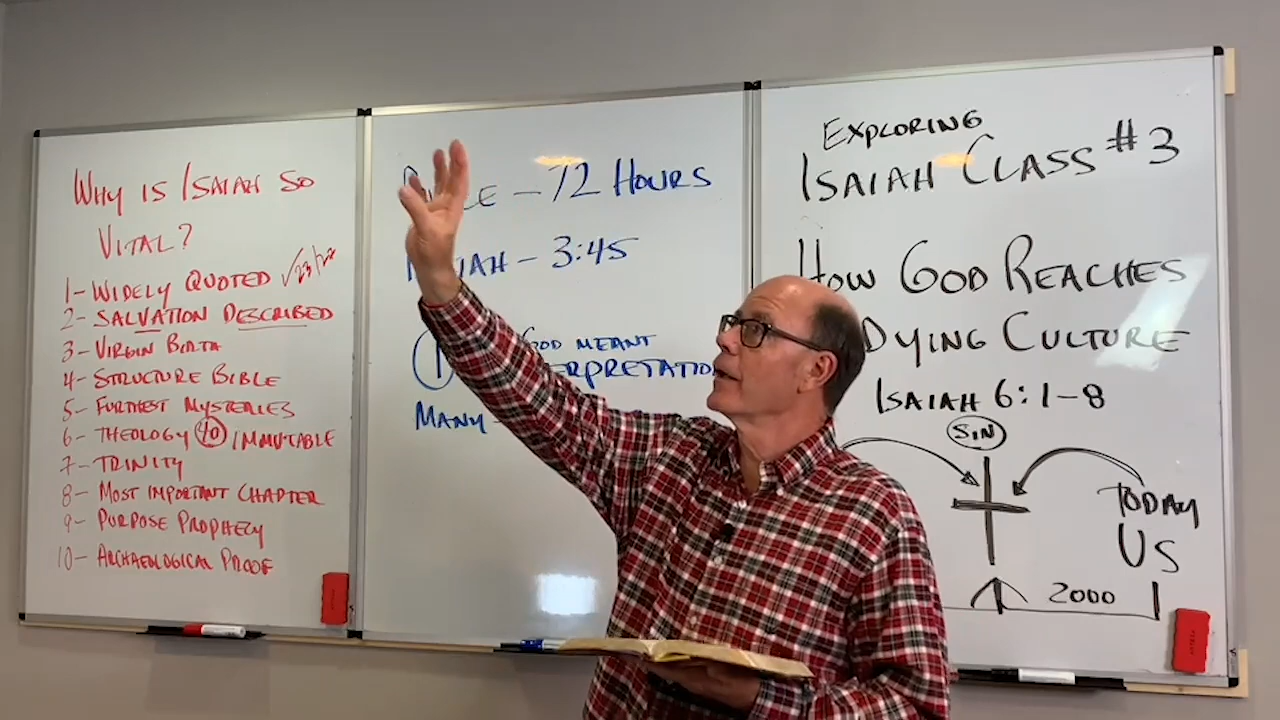 WHY IS ISAIAH SO
VITAL?
1- WIDELY QUOTED √ 23/22
2- SALVATION DESCRIBED
3- VIRGIN BIRTH
4- STRUCTURE BIBLE
5- FURTHEST MYSTERIES
6- THEOLOGY 40 / IMMUTABLE
7- TRINITY
8- MOST IMPORTANT CHAPTER
9- PURPOSE PROPHECY
10- ARCHAEOLOGICAL PROOF
– 72 HOURS
– 3:45
1 GOD MEANT
MANY –
EXPLORING
ISAIAH CLASS #3
HOW GOD REACHES
DYING CULTURE
ISAIAH 6:1-8
SIN
TODAY
US
2000